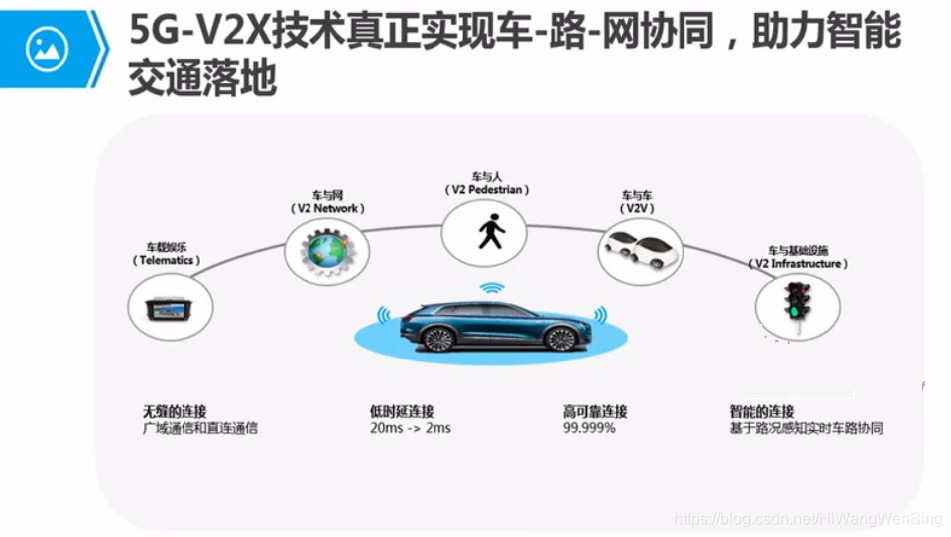 5G-V2X技术真正实现车-路-网协同，助力智能
交通落地
车与人
（V2 Pedestrian）
车与网
（V2 Network）
车与车
（V2V）
车载娱乐
（Telematics）
车与基础设施
（V2 Infrastructure）
无缝的连接
广域通信和直连通信
低时延连接
20ms -> 2ms
高可靠连接
99.999%
智能的连接
基于路况感知实时车路协同
https://blog.csdn.net/HiWangWenBing